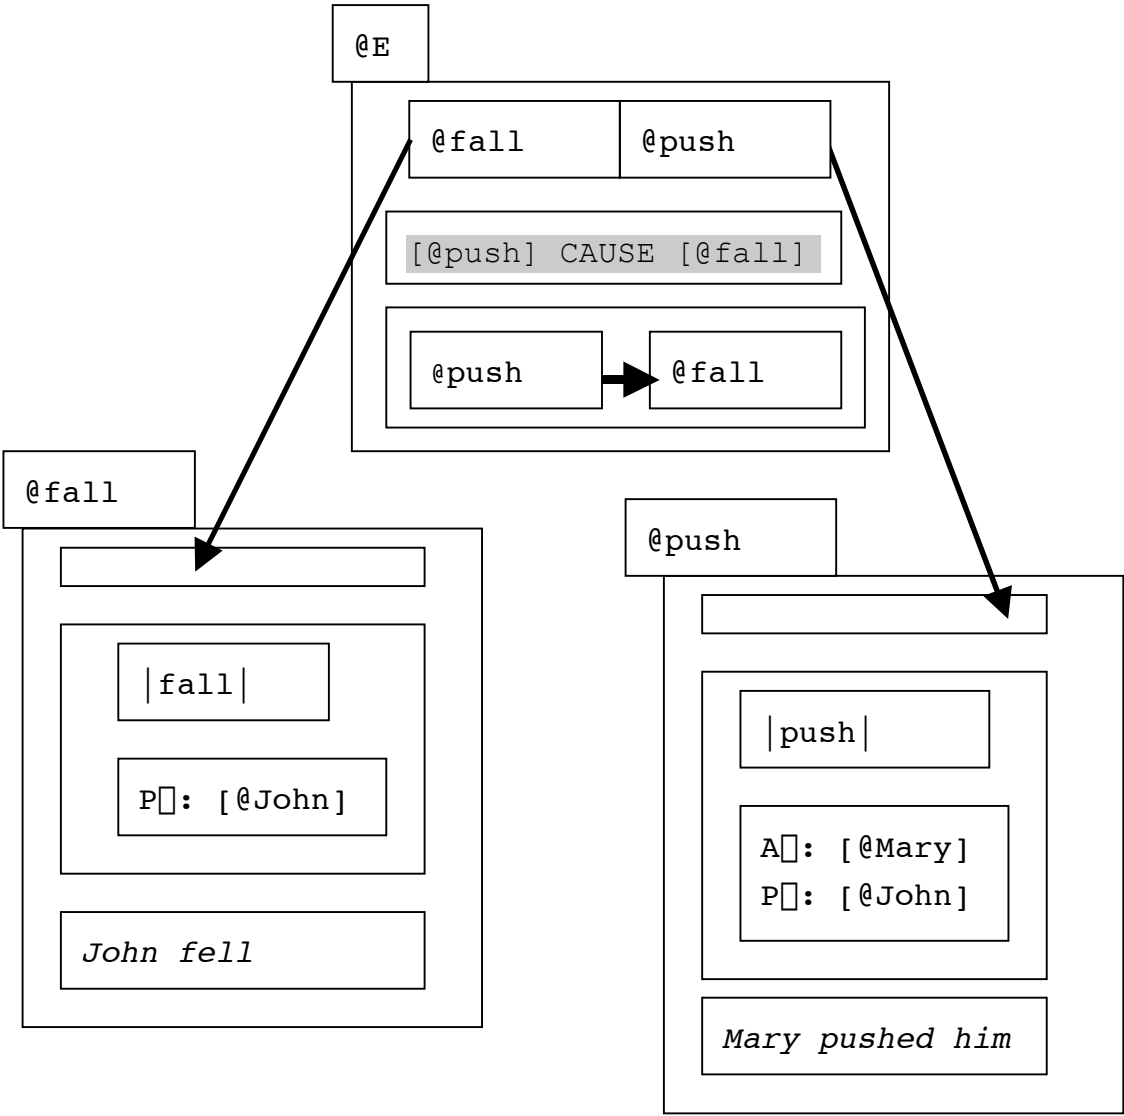 @E
@fall @push
[@push] CAUSE [@fall]
@push @fall
@fall
|fall|
P▯: [@John]
John fell
@push
|push|
A▯: [@Mary]
P▯: [@John]
Mary pushed him